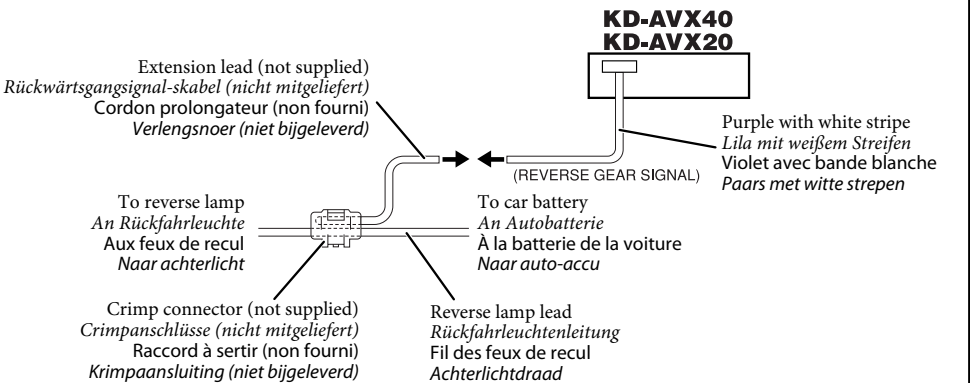 KD-AVX40
KD-AVX20
Extension lead (not supplied)
Rückwärtsgangsignal-skabel (nicht mitgeliefert)
Cordon prolongateur (non fourni)
Verlengsnoer (niet bijgeleverd)
Purple with white stripe
Lila mit weißem Streifen
Violet avec bande blanche
Paars met witte strepen
(REVERSE GEAR SIGNAL)
To reverse lamp
An Rückfahrleuchte
Aux feux de recul
Naar achterlicht
To car battery
An Autobatterie
À la batterie de la voiture
Naar auto-accu
Crimp connector (not supplied)
Crimpanschlüsse (nicht mitgeliefert)
Raccord à sertir (non fourni)
Krimpaansluiting (niet bijgeleverd)
Reverse lamp lead
Rückfahrleuchtenleitung
Fil des feux de recul
Achterlichtdraad